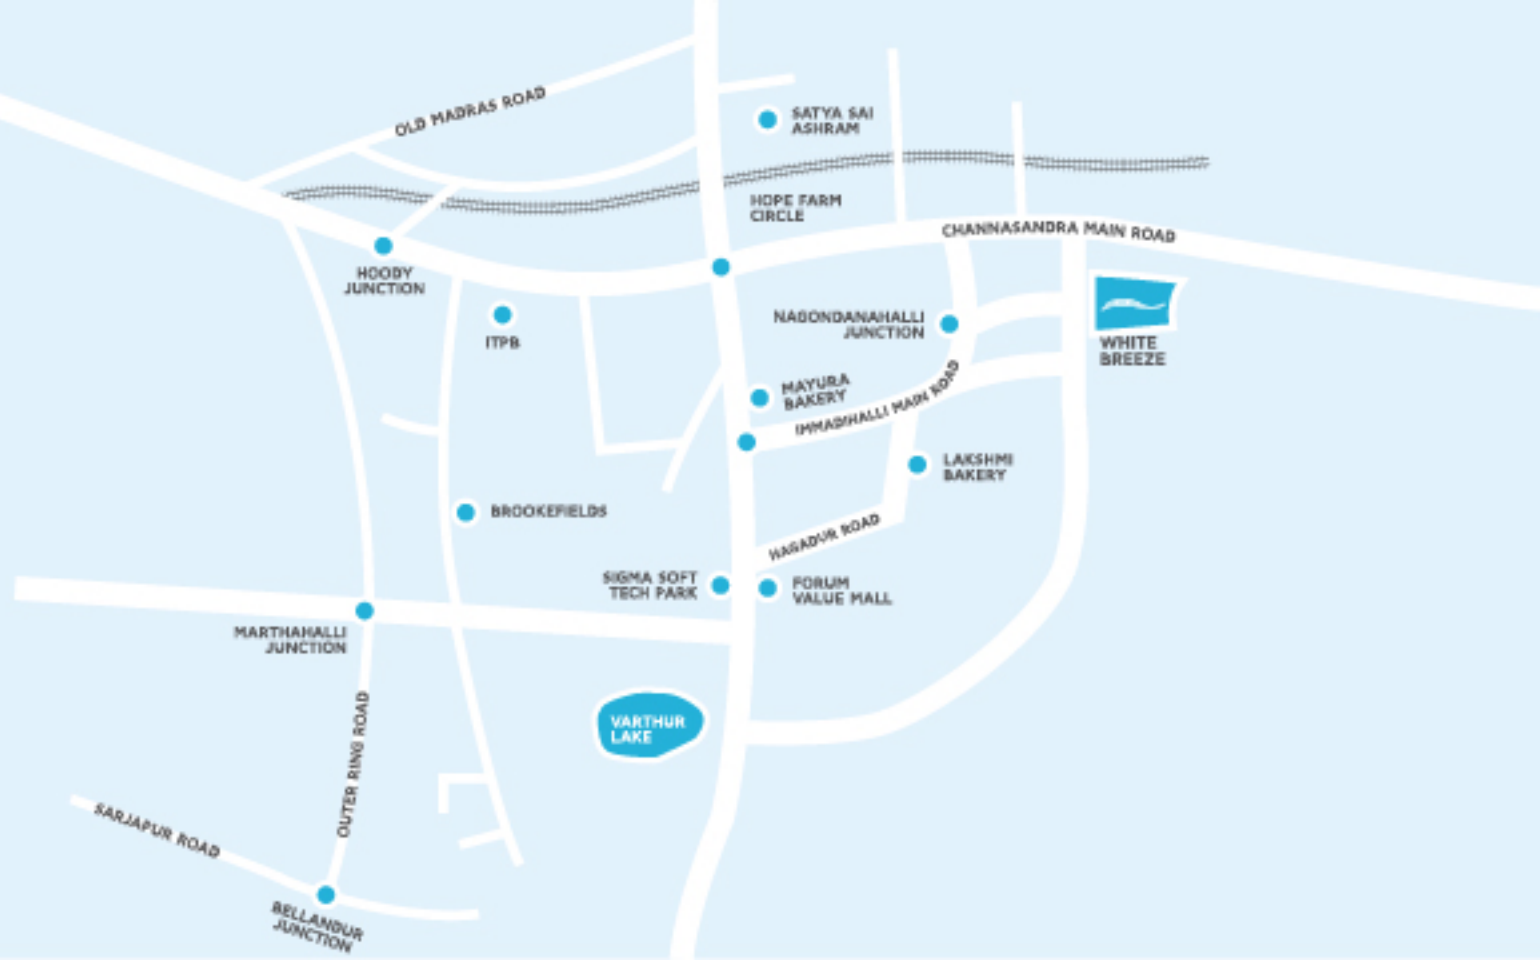 OLD MADRAS ROAD
SATYA SAI
ASHRAM
HOPE FARM
CIRCLE
CHANNASANDRA MAIN ROAD
HOODY
JUNCTION
ITPB
NAGONDANAHALLI
JUNCTION
WHITE
BREEZE
MAYURA
BAKERY
IMMADIHALLI MAIN ROAD
LAKSHMI
BAKERY
BROOKEFIELDS
HAGADUR ROAD
SIGMA SOFT
TECH PARK
FORUM
VALUE MALL
MARTHAHALLI
JUNCTION
VARTHUR
LAKE
OUTER RING ROAD
SARJAPUR ROAD
BELLANDUR
JUNCTION